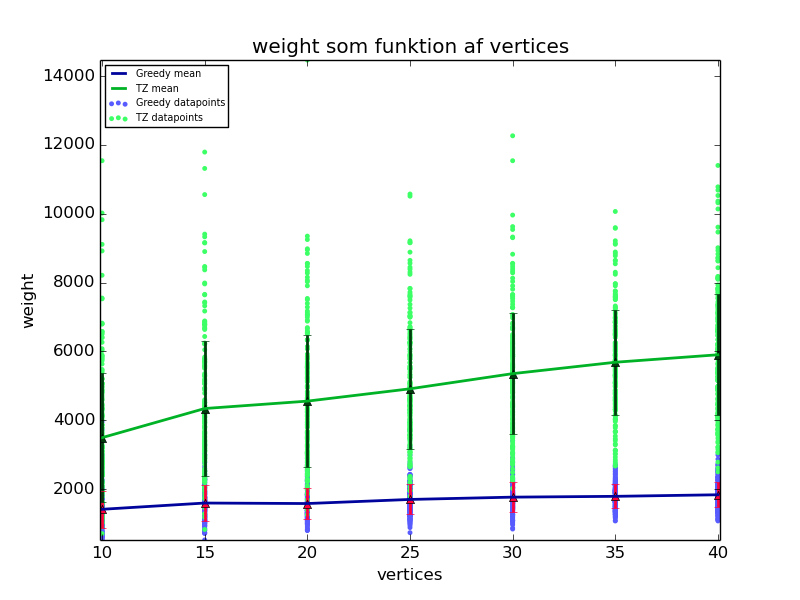 weight som funktion af vertices
Greedy mean
TZ mean
Greedy datapoints
TZ datapoints
14000
12000
10000
8000
6000
4000
2000
weight
10 15 20 25 30 35 40
vertices